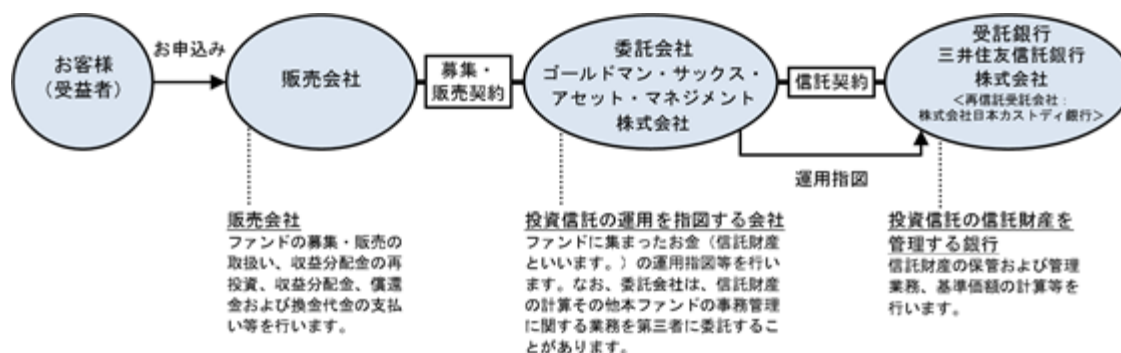 お客様
（受益者）
お申込み
販売会社
募集・
販売契約
委託会社
ゴールドマン・サックス・
アセット・マネジメント
株式会社
信託契約
受託銀行
三井住友信託銀行
株式会社
＜再信託受託会社：
株式会社日本カストディ銀行＞
運用指図
販売会社
ファンドの募集・販売の
取扱い、収益分配金の再
投資、収益分配金、償還
金および換金代金の支払
い等を行います。
投資信託の運用を指図する会社
ファンドに集まったお金（信託財産
といいます。）の運用指図等を行い
ます。なお、委託会社は、信託財産
の計算その他本ファンドの事務管理
に関する業務を第三者に委託するこ
とがあります。
投資信託の信託財産を
管理する銀行
信託財産の保管および管理
業務、基準価額の計算等を
行います。